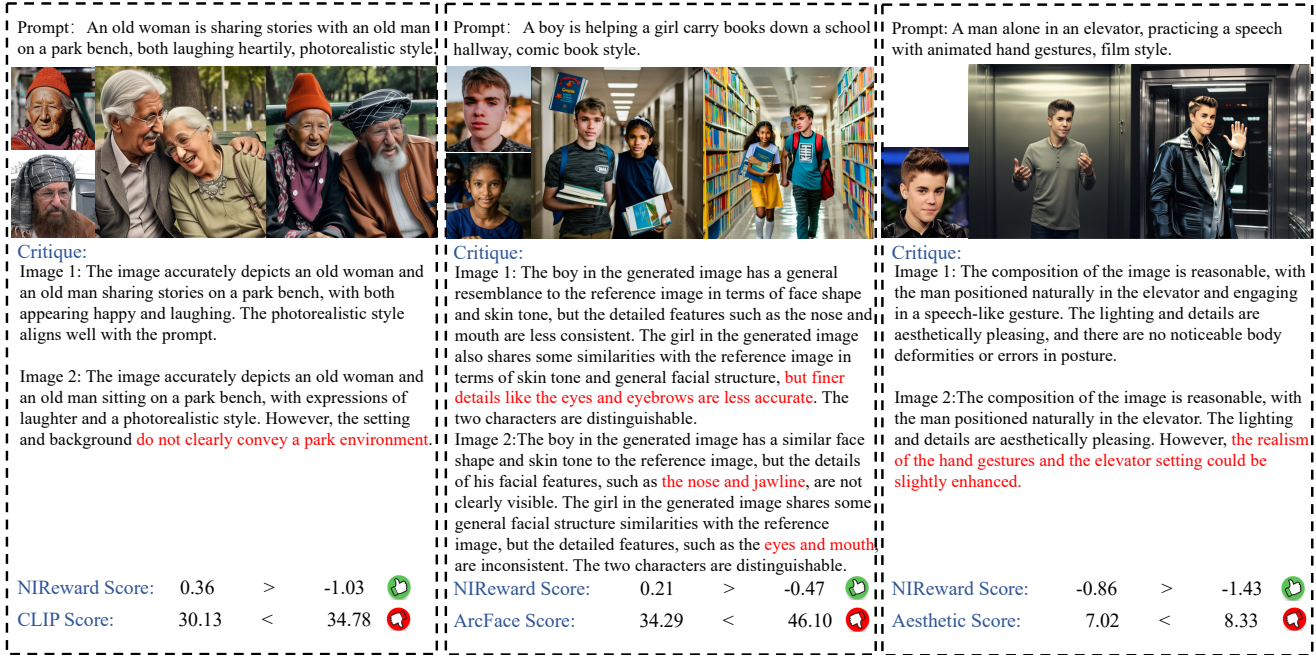 Prompt: An old woman is sharing stories with an old man
on a park bench, both laughing heartily, photorealistic style.
Critique:
Image 1: The image accurately depicts an old woman and
an old man sharing stories on a park bench, with both
appearing happy and laughing. The photorealistic style
aligns well with the prompt.
Image 2: The image accurately depicts an old woman and
an old man sitting on a park bench, with expressions of
laughter and a photorealistic style. However, the setting
and background do not clearly convey a park environment.
NIReward Score: 0.36 > -1.03
CLIP Score: 30.13 < 34.78
Prompt: A boy is helping a girl carry books down a school
hallway, comic book style.
Critique:
Image 1: The boy in the generated image has a general
resemblance to the reference image in terms of face shape
and skin tone, but the detailed features such as the nose and
mouth are less consistent. The girl in the generated image
also shares some similarities with the reference image in
terms of skin tone and general facial structure, but finer
details like the eyes and eyebrows are less accurate. The
two characters are distinguishable.
Image 2:The boy in the generated image has a similar face
shape and skin tone to the reference image, but the details
of his facial features, such as the nose and jawline, are not
clearly visible. The girl in the generated image shares some
general facial structure similarities with the reference
image, but the detailed features, such as the eyes and mouth,
are inconsistent. The two characters are distinguishable.
NIReward Score: 0.21 > -0.47
ArcFace Score: 34.29 < 46.10
Prompt: A man alone in an elevator, practicing a speech
with animated hand gestures, film style.
Critique:
Image 1: The composition of the image is reasonable, with
the man positioned naturally in the elevator and engaging
in a speech-like gesture. The lighting and details are
aesthetically pleasing, and there are no noticeable body
deformities or errors in posture.
Image 2:The composition of the image is reasonable, with
the man positioned naturally in the elevator. The lighting
and details are aesthetically pleasing. However, the realism
of the hand gestures and the elevator setting could be
slightly enhanced.
NIReward Score: -0.86 > -1.43
Aesthetic Score: 7.02 < 8.33